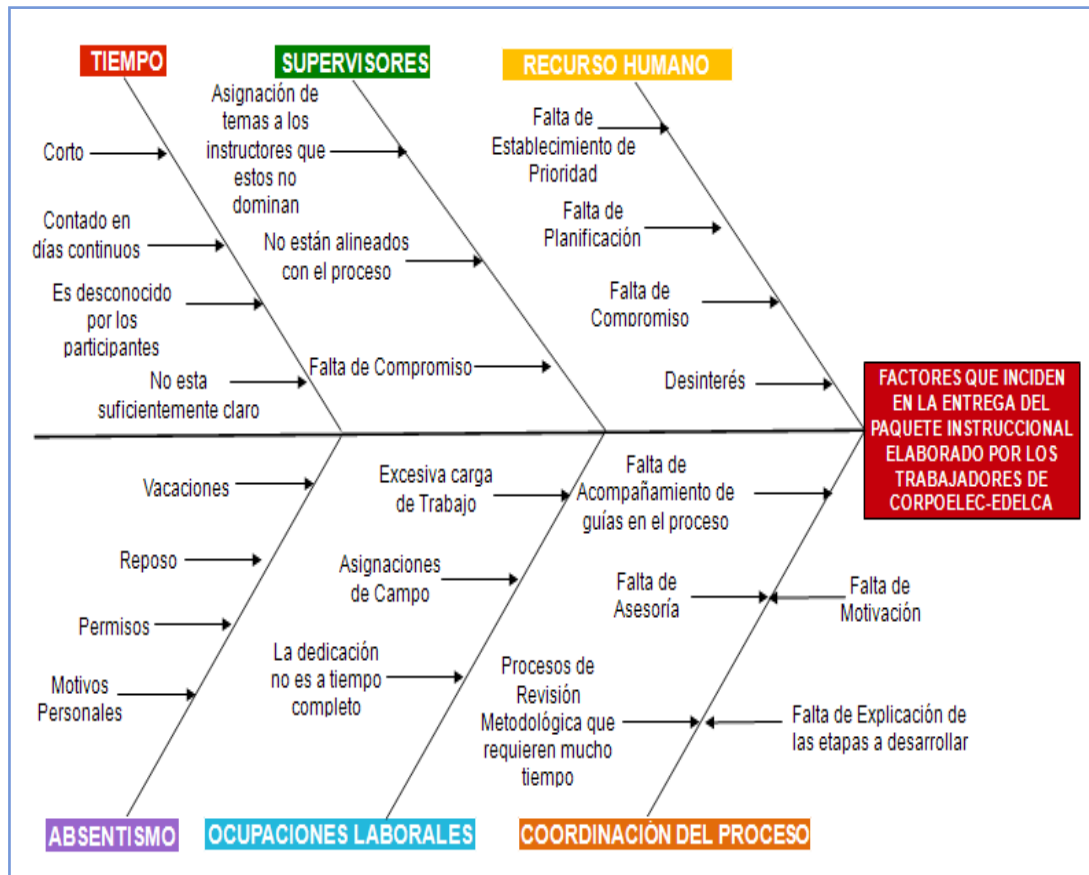 TIEMPO
SUPERVISORES
RECURSO HUMANO
Corto
Contado en
días continuos
Es desconocido
por los
participantes
No esta
suficientemente claro
Asignación de
temas a los
instructores que
estos no
dominan
No están alineados
con el proceso
Falta de Compromiso
Falta de
Establecimiento de
Prioridad
Falta de
Planificación
Falta de
Compromiso
Desinterés
FACTORES QUE INCIDEN
EN LA ENTREGA DEL
PAQUETE INSTRUCCIONAL
ELABORADO POR LOS
TRABAJADORES DE
CORPOELEC-EDELCA
Vacaciones
Reposo
Permisos
Motivos
Personales
Excesiva carga
de Trabajo
Asignaciones
de Campo
La dedicación
no es a tiempo
completo
Falta de
Acompañamiento de
guías en el proceso
Falta de
Asesoría
Falta de
Motivación
Procesos de
Revisión
Metodológica que
requieren mucho
tiempo
Falta de Explicación de
las etapas a desarrollar
ABSENTISMO
OCUPACIONES LABORALES
COORDINACIÓN DEL PROCESO